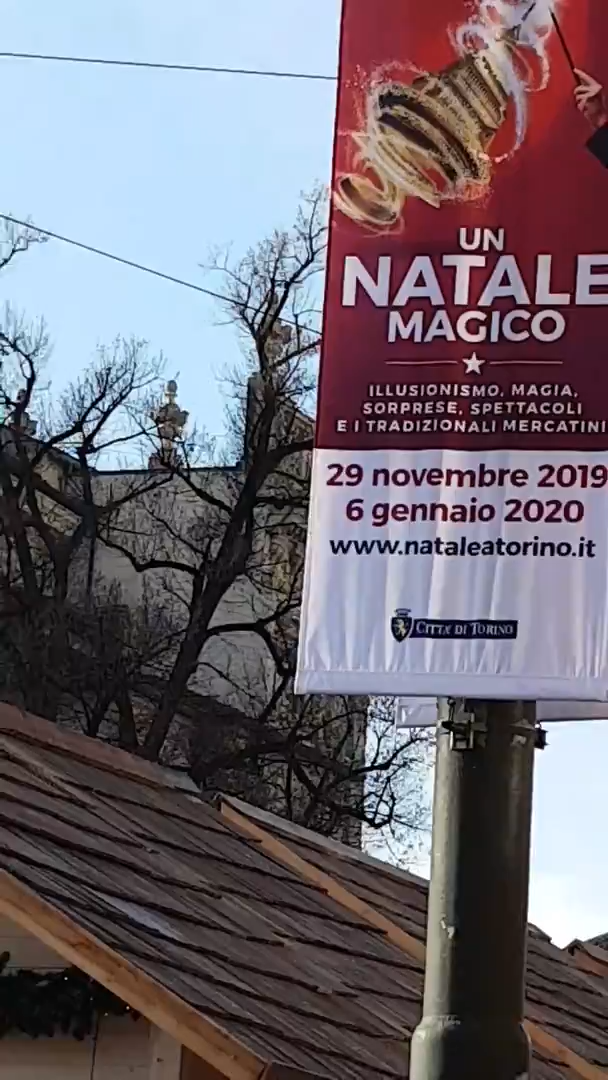 UN
NATALE
MAGICO
ILLUSIONISMO, MAGIA,
SORPRESE, SPETTACOLI
E I TRADIZIONALI MERCATINI
29 novembre 2019
6 gennaio 2020
www.nataleatorino.it
CITTA' DI TORINO